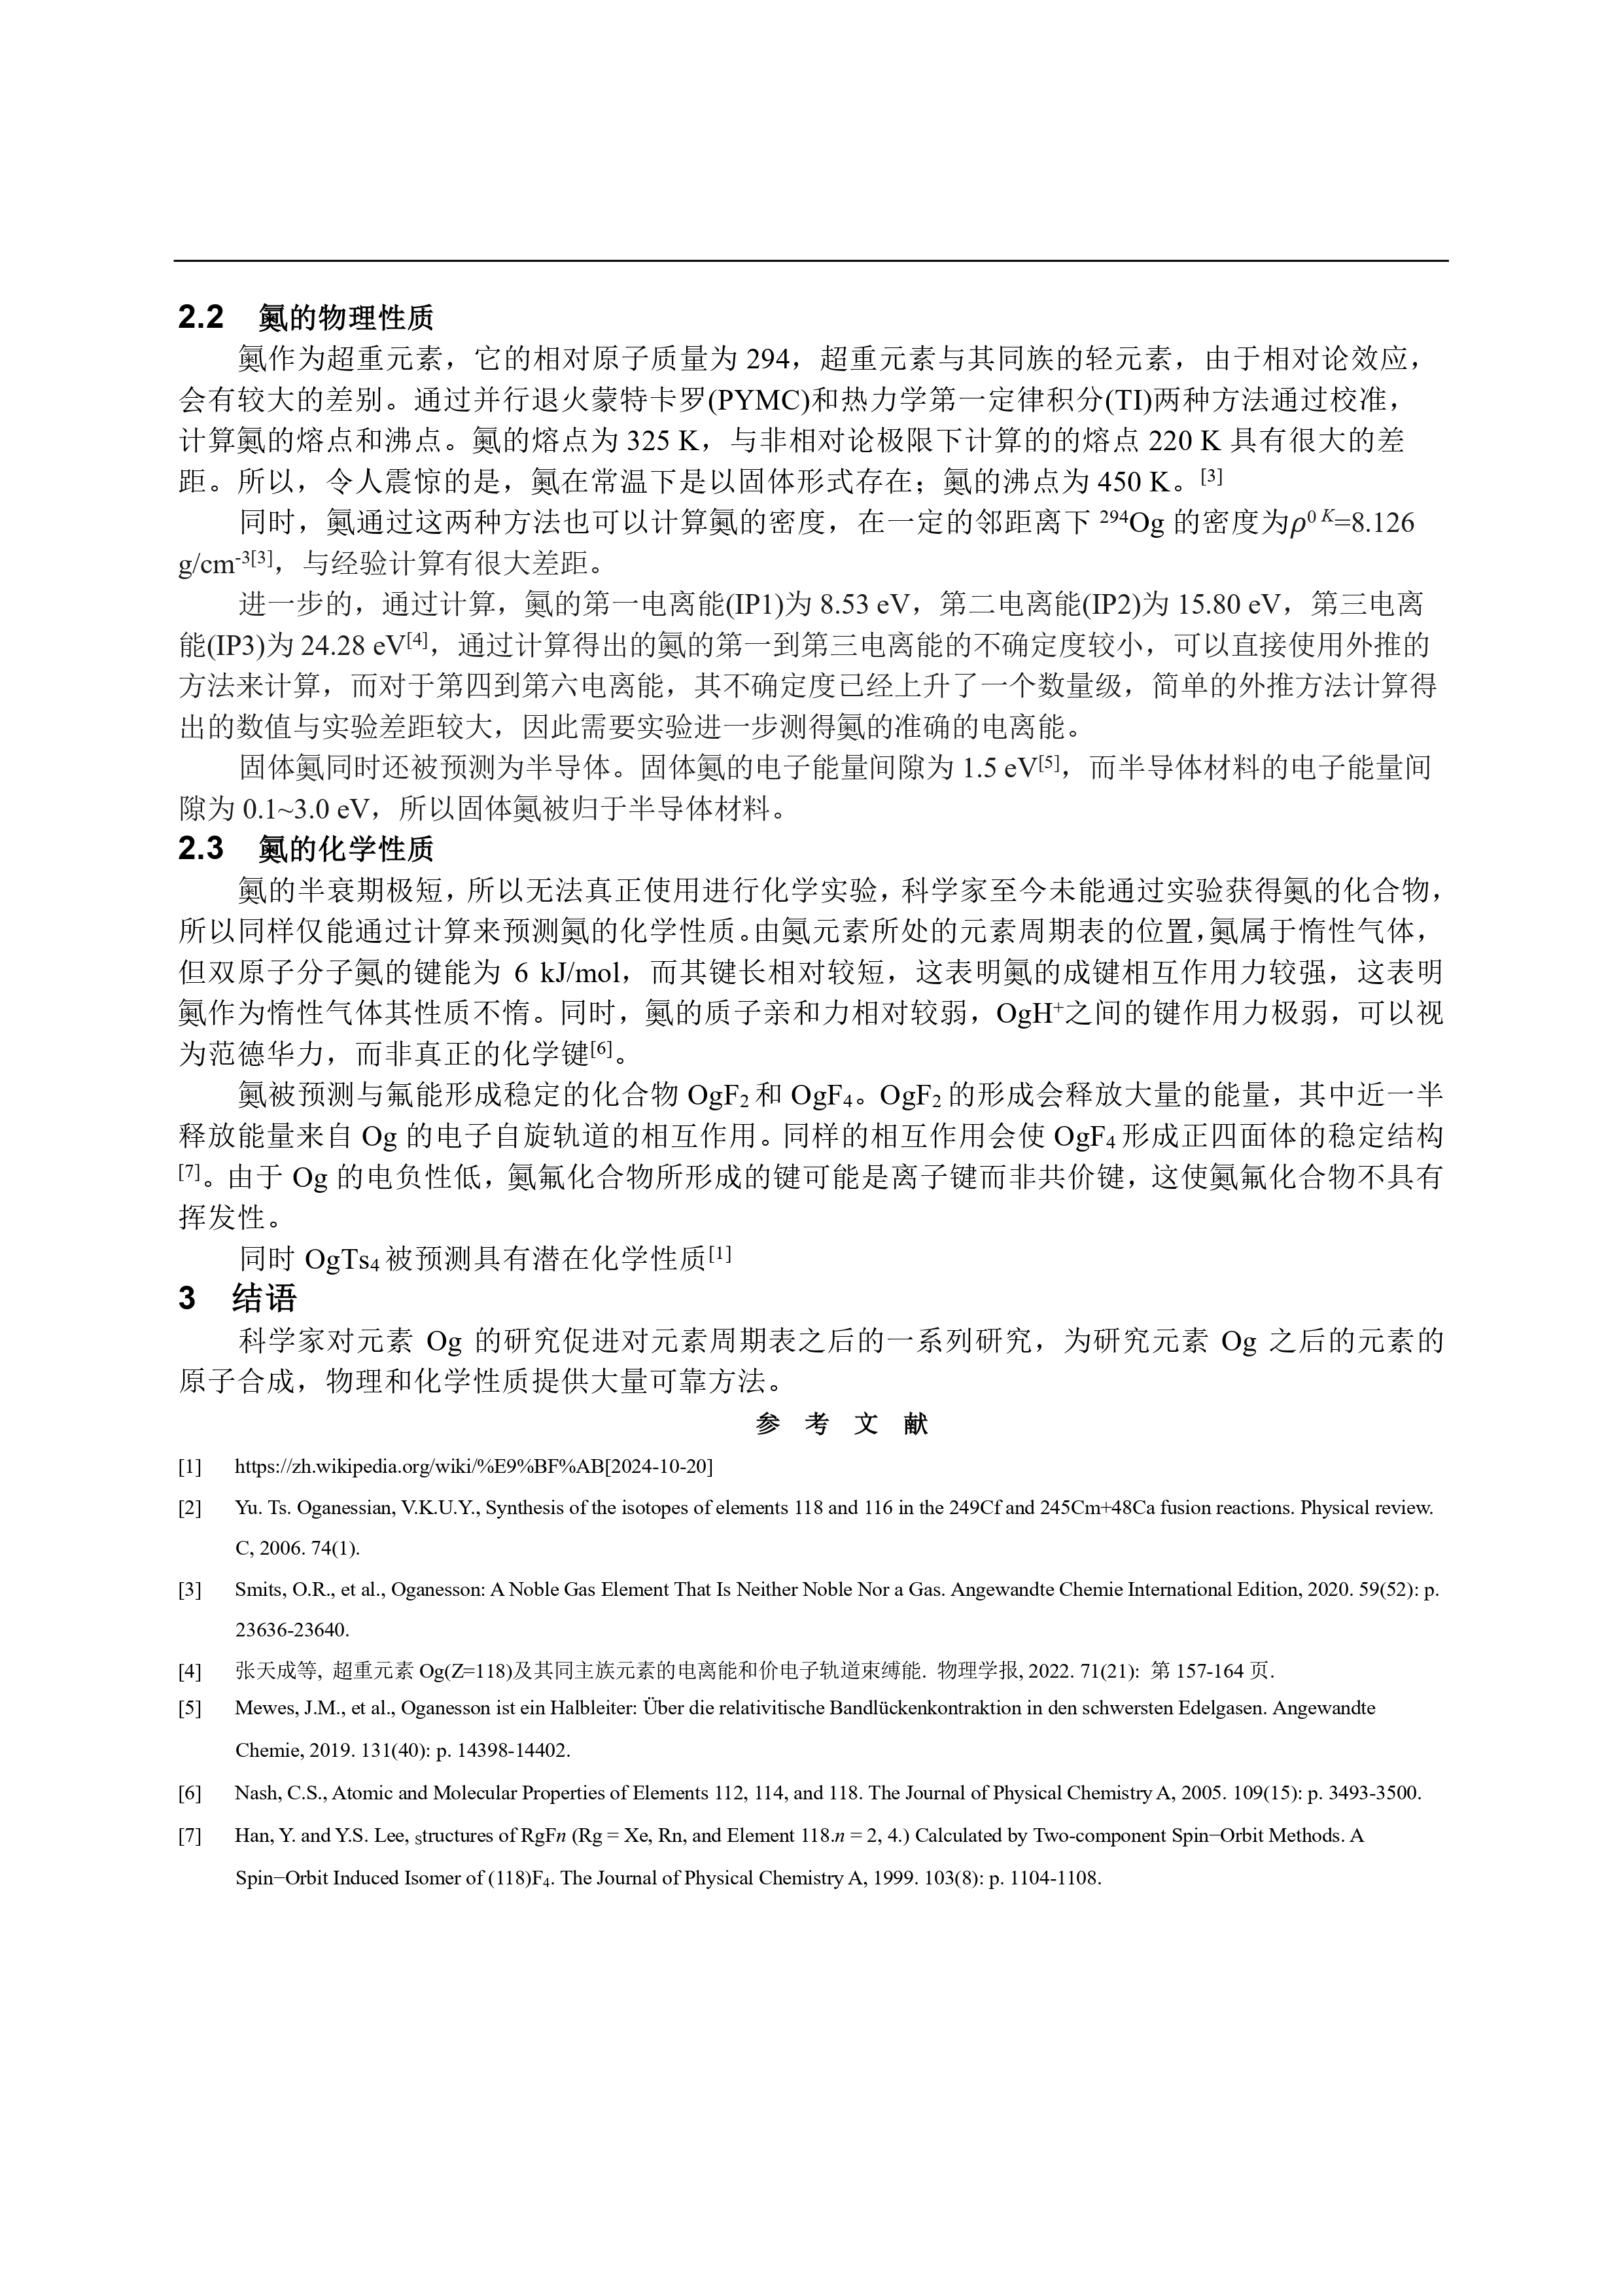 2.2 鿫的物理性质
鿫作为超重元素，它的相对原子质量为 294，超重元素与其同族的轻元素，由于相对论效应，
会有较大的差别。通过并行退火蒙特卡罗(PYMC)和热力学第一定律积分(TI)两种方法通过校准，
计算鿫的熔点和沸点。鿫的熔点为 325 K，与非相对论极限下计算的的熔点 220 K 具有很大的差
距。所以，令人震惊的是，鿫在常温下是以固体形式存在；鿫的沸点为 450 K。[3]
同时，鿫通过这两种方法也可以计算鿫的密度，在一定的邻距离下 ²⁹⁴Og 的密度为ρ⁰ ᴷ=8.126
g/cm⁻³[3]，与经验计算有很大差距。
进一步的，通过计算，鿫的第一电离能(IP1)为 8.53 eV，第二电离能(IP2)为 15.80 eV，第三电离
能(IP3)为 24.28 eV[4]，通过计算得出的鿫的第一到第三电离能的不确定度较小，可以直接使用外推的
方法来计算，而对于第四到第六电离能，其不确定度已经上升了一个数量级，简单的外推方法计算得
出的数值与实验差距较大，因此需要实验进一步测得鿫的准确的电离能。
固体鿫同时还被预测为半导体。固体鿫的电子能量间隙为 1.5 eV[5]，而半导体材料的电子能量间
隙为 0.1~3.0 eV，所以固体鿫被归于半导体材料。
2.3 鿫的化学性质
鿫的半衰期极短，所以无法真正使用进行化学实验，科学家至今未能通过实验获得鿫的化合物，
所以同样仅能通过计算来预测鿫的化学性质。由鿫元素所处的元素周期表的位置，鿫属于惰性气体，
但双原子分子鿫的键能为 6 kJ/mol，而其键长相对较短，这表明鿫的成键相互作用力较强，这表明
鿫作为惰性气体其性质不惰。同时，鿫的质子亲和力相对较弱，OgH⁺之间的键作用力极弱，可以视
为范德华力，而非真正的化学键[6]。
鿫被预测与氟能形成稳定的化合物 OgF₂和 OgF₄。OgF₂的形成会释放大量的能量，其中近一半
释放能量来自 Og 的电子自旋轨道的相互作用。同样的相互作用会使 OgF₄形成正四面体的稳定结构
[7]。由于 Og 的电负性低，鿫氟化合物所形成的键可能是离子键而非共价键，这使鿫氟化合物不具有
挥发性。
同时 OgTs₄被预测具有潜在化学性质[1]
3 结语
科学家对元素 Og 的研究促进对元素周期表之后的一系列研究，为研究元素 Og 之后的元素的
原子合成，物理和化学性质提供大量可靠方法。
参 考 文 献
[1] https://zh.wikipedia.org/wiki/%E9%BF%AB[2024-10-20]
[2] Yu. Ts. Oganessian, V.K.U.Y., Synthesis of the isotopes of elements 118 and 116 in the 249Cf and 245Cm+48Ca fusion reactions. Physical review.
C, 2006. 74(1).
[3] Smits, O.R., et al., Oganesson: A Noble Gas Element That Is Neither Noble Nor a Gas. Angewandte Chemie International Edition, 2020. 59(52): p.
23636-23640.
[4] 张天成等, 超重元素 Og(Z=118)及其同主族元素的电离能和价电子轨道束缚能. 物理学报, 2022. 71(21): 第 157-164 页.
[5] Mewes, J.M., et al., Oganesson ist ein Halbleiter: Über die relativitische Bandlückenkontraktion in den schwersten Edelgasen. Angewandte
Chemie, 2019. 131(40): p. 14398-14402.
[6] Nash, C.S., Atomic and Molecular Properties of Elements 112, 114, and 118. The Journal of Physical Chemistry A, 2005. 109(15): p. 3493-3500.
[7] Han, Y. and Y.S. Lee, Structures of RgFn (Rg = Xe, Rn, and Element 118.n = 2, 4.) Calculated by Two-component Spin−Orbit Methods. A
Spin−Orbit Induced Isomer of (118)F₄. The Journal of Physical Chemistry A, 1999. 103(8): p. 1104-1108.